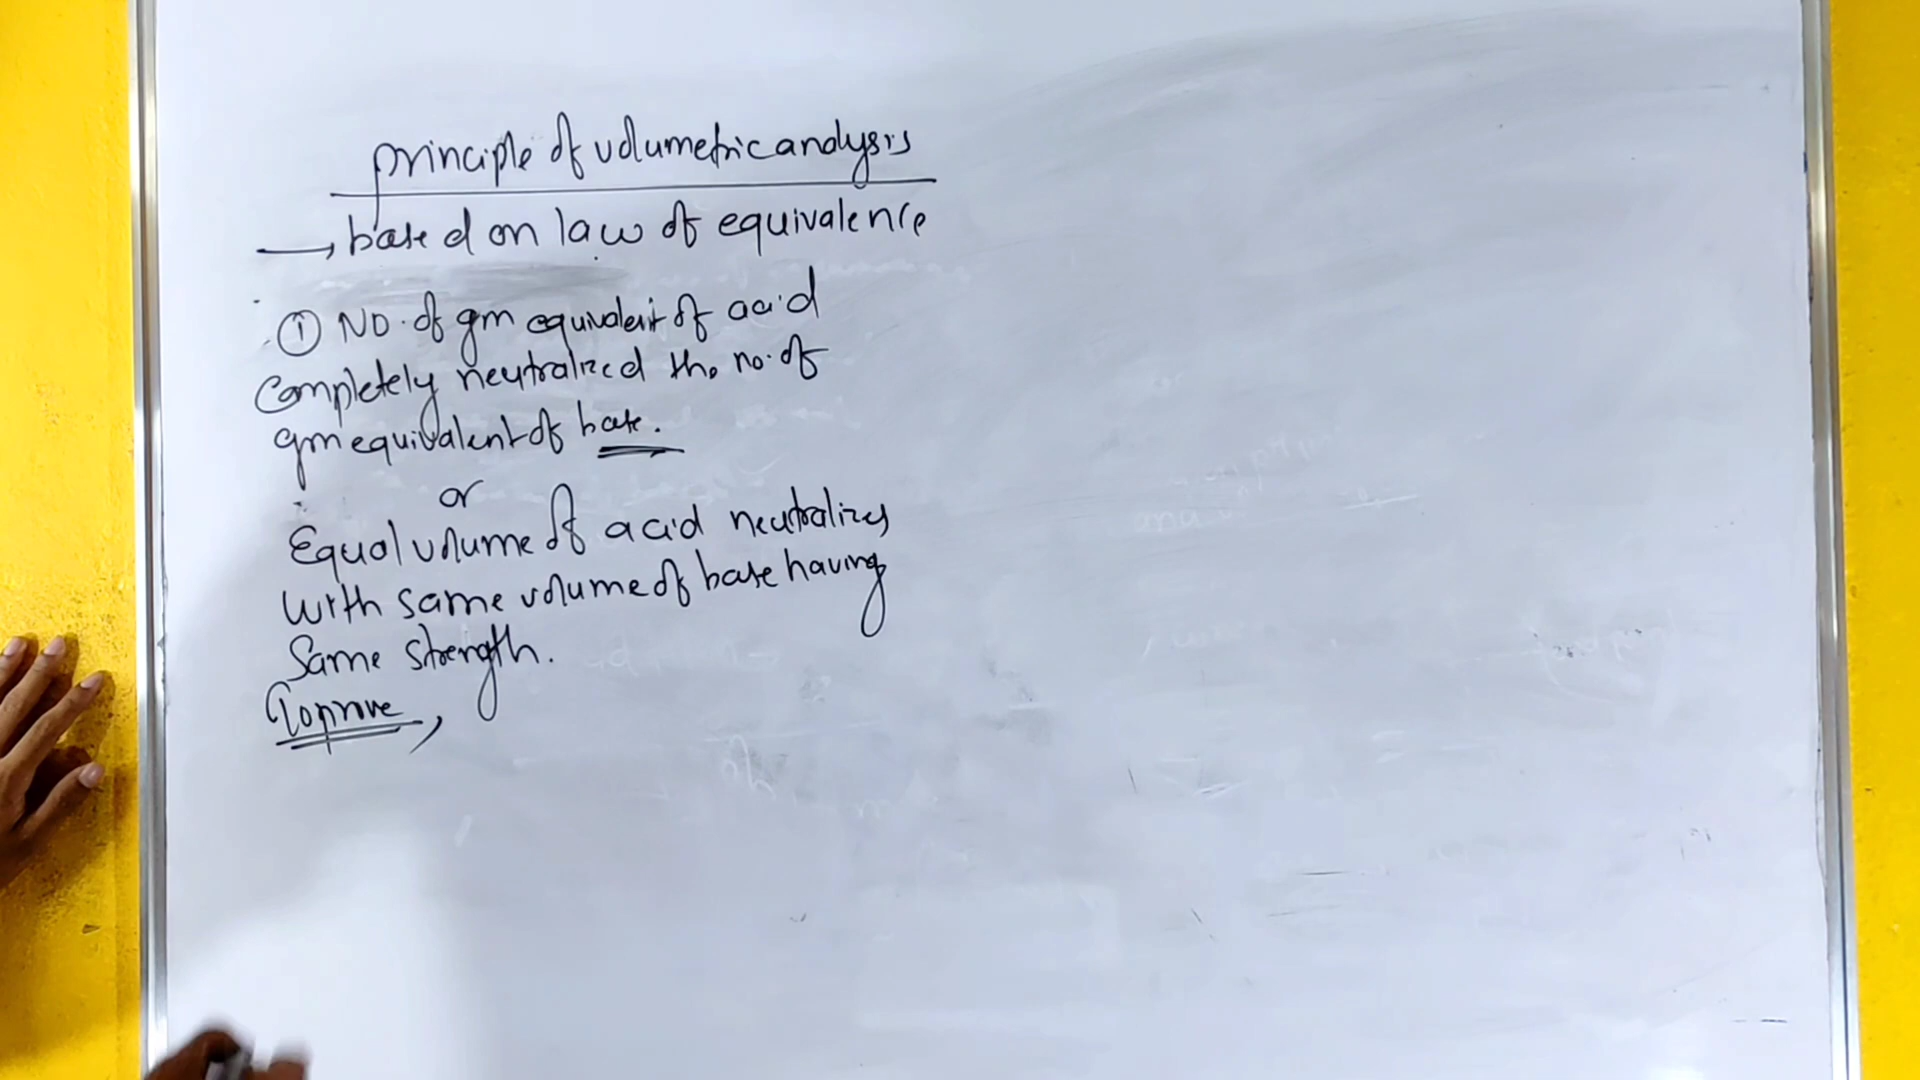 principle of volumetric analysis
→ based on law of equivalence
① No. of gm equivalent of acid
Completely neutralized the no. of
gm equivalent of base.
or
Equal volume of acid neutralizes
with same volume of base having
Same strength.
To prove,